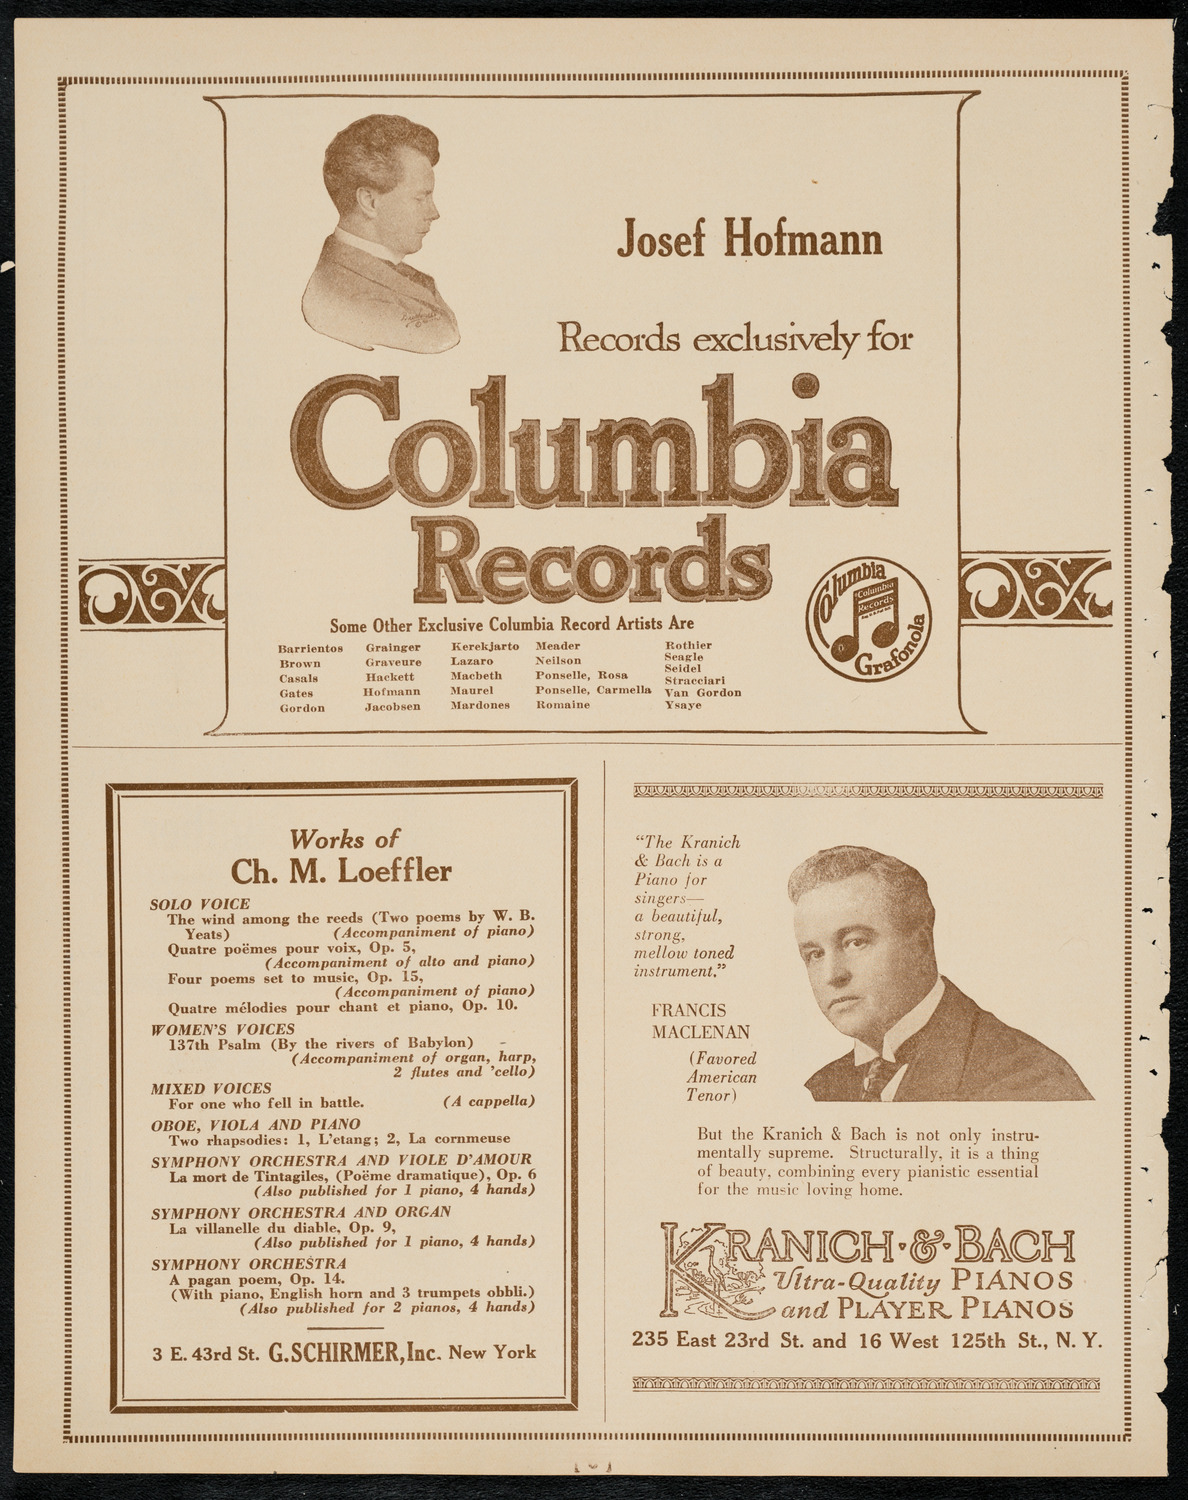 Josef Hofmann
Records exclusively for
Columbia
Records
Columbia
Columbia
Records
Grafonola
Some Other Exclusive Columbia Record Artists Are
Barrientos
Brown
Casals
Gates
Gordon
Grainger
Graveure
Hackett
Hofmann
Jacobsen
Kerekjarto
Lazaro
Macbeth
Maurel
Mardones
Meader
Neilson
Ponselle, Rosa
Ponselle, Carmella
Romaine
Rothier
Seagle
Seidel
Stracciari
Van Gordon
Ysaye
Works of
Ch. M. Loeffler
SOLO VOICE
The wind among the reeds (Two poems by W. B.
Yeats) (Accompaniment of piano)
Quatre poëmes pour voix, Op. 5,
(Accompaniment of alto and piano)
Four poems set to music, Op. 15,
(Accompaniment of piano)
Quatre mélodies pour chant et piano, Op. 10.
WOMEN'S VOICES
137th Psalm (By the rivers of Babylon) -
(Accompaniment of organ, harp,
2 flutes and 'cello)
MIXED VOICES
For one who fell in battle. (A cappella)
OBOE, VIOLA AND PIANO
Two rhapsodies: 1, L'etang; 2, La cornmeuse
SYMPHONY ORCHESTRA AND VIOLE D'AMOUR
La mort de Tintagiles, (Poëme dramatique), Op. 6
(Also published for 1 piano, 4 hands)
SYMPHONY ORCHESTRA AND ORGAN
La villanelle du diable, Op. 9,
(Also published for 1 piano, 4 hands)
SYMPHONY ORCHESTRA
A pagan poem, Op. 14.
(With piano, English horn and 3 trumpets obbli.)
(Also published for 2 pianos, 4 hands)
3 E. 43rd St. G. SCHIRMER, Inc. New York
"The Kranich
& Bach is a
Piano for
singers—
a beautiful,
strong,
mellow toned
instrument."
FRANCIS
MACLENAN
(Favored
American
Tenor)
But the Kranich & Bach is not only instru-
mentally supreme. Structurally, it is a thing
of beauty, combining every pianistic essential
for the music loving home.
KRANICH·&·BACH
Ultra-Quality PIANOS
and PLAYER PIANOS
235 East 23rd St. and 16 West 125th St., N. Y.